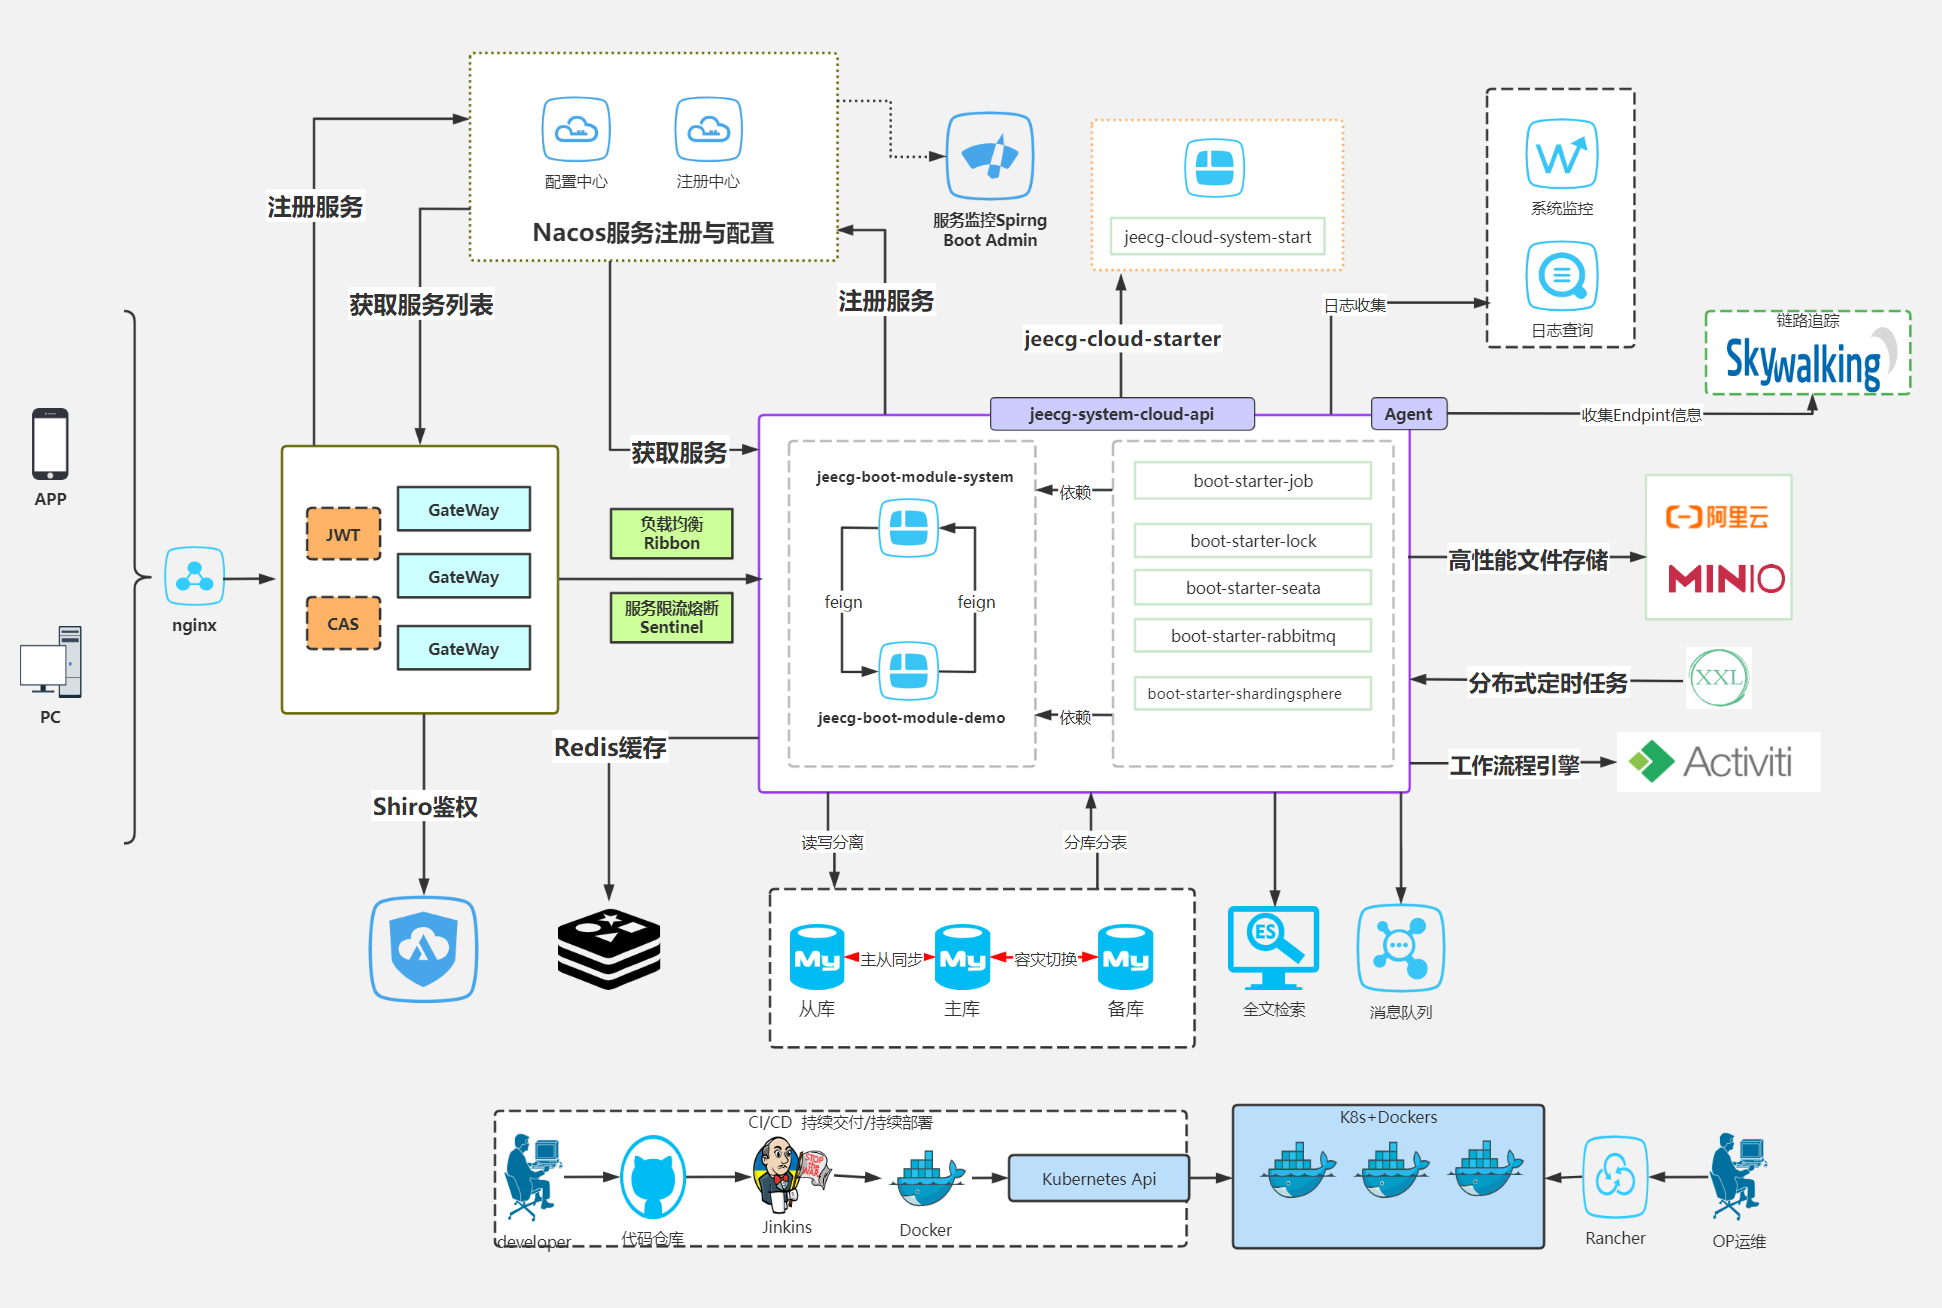 配置中心
注册中心
Nacos服务注册与配置
注册服务
获取服务列表
服务监控Spirng
Boot Admin
注册服务
jeecg-cloud-system-start
jeecg-cloud-starter
系统监控
日志查询
日志收集
链路追踪
Skywalking
收集Endpint信息
APP
PC
nginx
JWT
CAS
GateWay
GateWay
GateWay
负载均衡
Ribbon
服务限流熔断
Sentinel
获取服务
jeecg-system-cloud-api
Agent
jeecg-boot-module-system
feign
feign
jeecg-boot-module-demo
依赖
依赖
boot-starter-job
boot-starter-lock
boot-starter-seata
boot-starter-rabbitmq
boot-starter-shardingsphere
高性能文件存储
阿里云
MINIO
分布式定时任务
XXL
工作流程引擎
Activiti
Shiro鉴权
Redis缓存
读写分离
分库分表
My
主从同步
My
容灾切换
My
从库
主库
备库
ES
全文检索
消息队列
CI/CD 持续交付/持续部署
developer
代码仓库
STOP
the
WAR
Jinkins
Docker
Kubernetes Api
K8s+Dockers
Rancher
OP运维